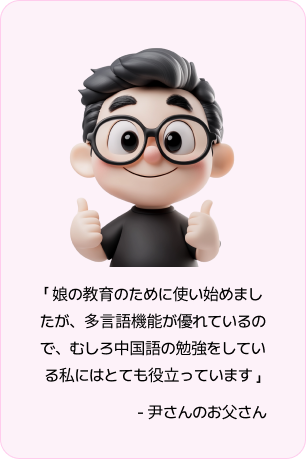 「 娘の教育のために使い始めまし
たが、多言語機能が優れているの
で、むしろ中国語の勉強をしてい
る私にはとても役立っています 」
- 尹さんのお父さん